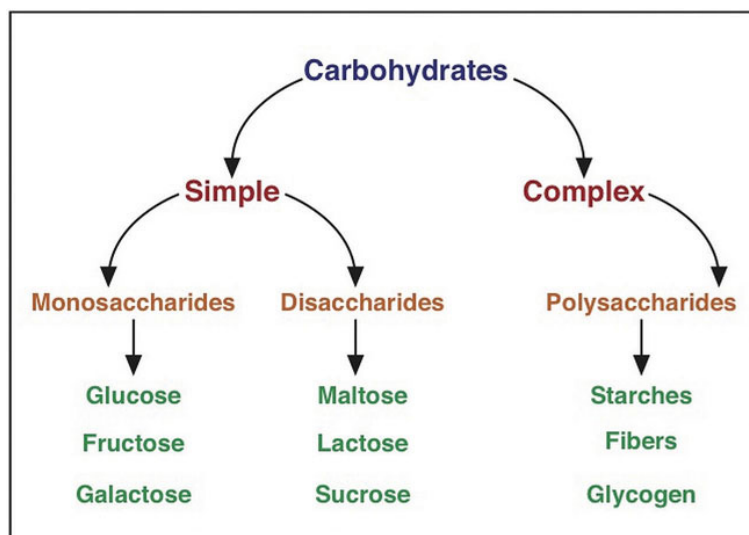 Carbohydrates
Simple
Complex
Monosaccharides
Disaccharides
Polysaccharides
Glucose
Maltose
Starches
Fructose
Lactose
Fibers
Galactose
Sucrose
Glycogen